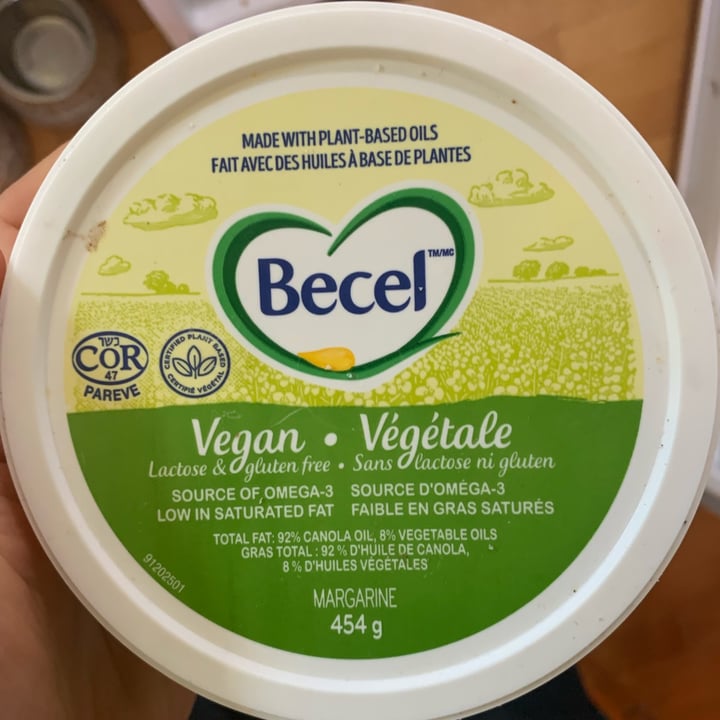 MADE WITH PLANT-BASED OILS
FAIT AVEC DES HUILES À BASE DE PLANTES
Becel TM/MC
כשר
COR
47
PAREVE
CERTIFIED PLANT BASED
CERTIFIÉ VÉGÉTAL
Vegan • Végétale
Lactose & gluten free • Sans lactose ni gluten
SOURCE OF OMEGA-3 SOURCE D'OMÉGA-3
LOW IN SATURATED FAT FAIBLE EN GRAS SATURÉS
TOTAL FAT: 92% CANOLA OIL, 8% VEGETABLE OILS
GRAS TOTAL : 92 % D'HUILE DE CANOLA,
8 % D'HUILES VÉGÉTALES
91202501
MARGARINE
454 g